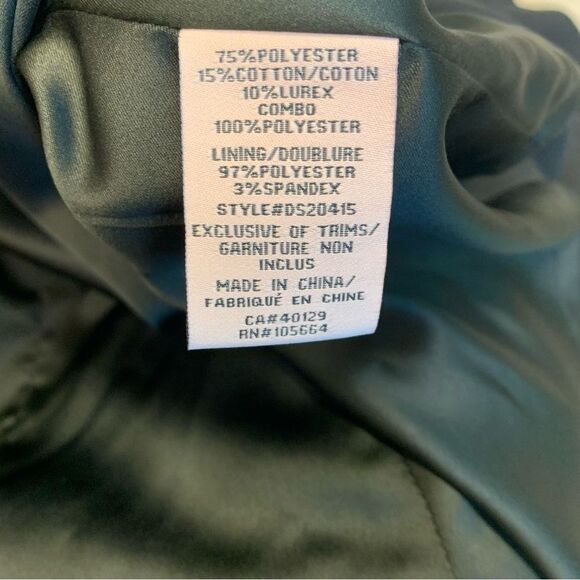 75%POLYESTER
15%COTTON/COTON
10%LUREX
COMBO
100%POLYESTER
LINING/DOUBLURE
97%POLYESTER
3%SPANDEX
STYLE#DS20415
EXCLUSIVE OF TRIMS/
GARNITURE NON
INCLUS
MADE IN CHINA/
FABRIQUÉ EN CHINE
CA#40129
RN#105664